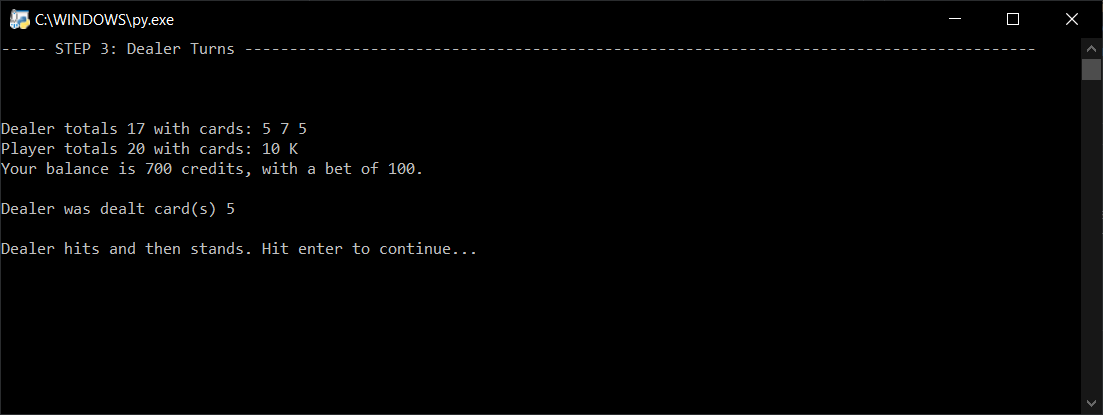 C:\WINDOWS\py.exe
----- STEP 3: Dealer Turns ----------------------------------------------------------------------------------------
Dealer totals 17 with cards: 5 7 5
Player totals 20 with cards: 10 K
Your balance is 700 credits, with a bet of 100.
Dealer was dealt card(s) 5
Dealer hits and then stands. Hit enter to continue...